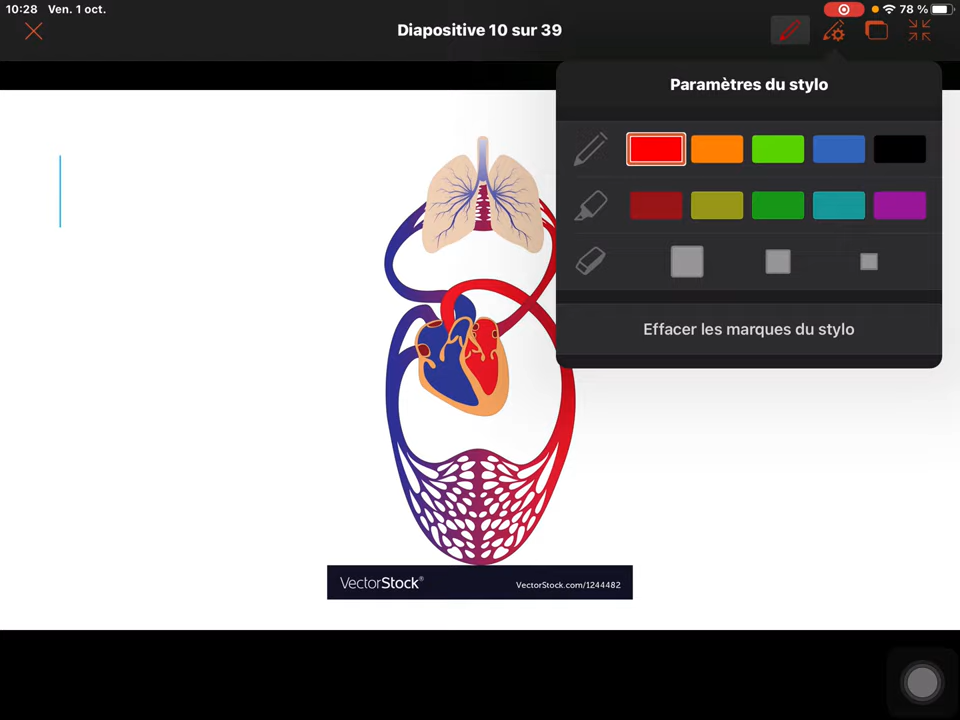 10:28 Ven. 1 oct.
78 %
Diapositive 10 sur 39
Paramètres du stylo
Effacer les marques du stylo
VectorStock®
VectorStock.com/1244482